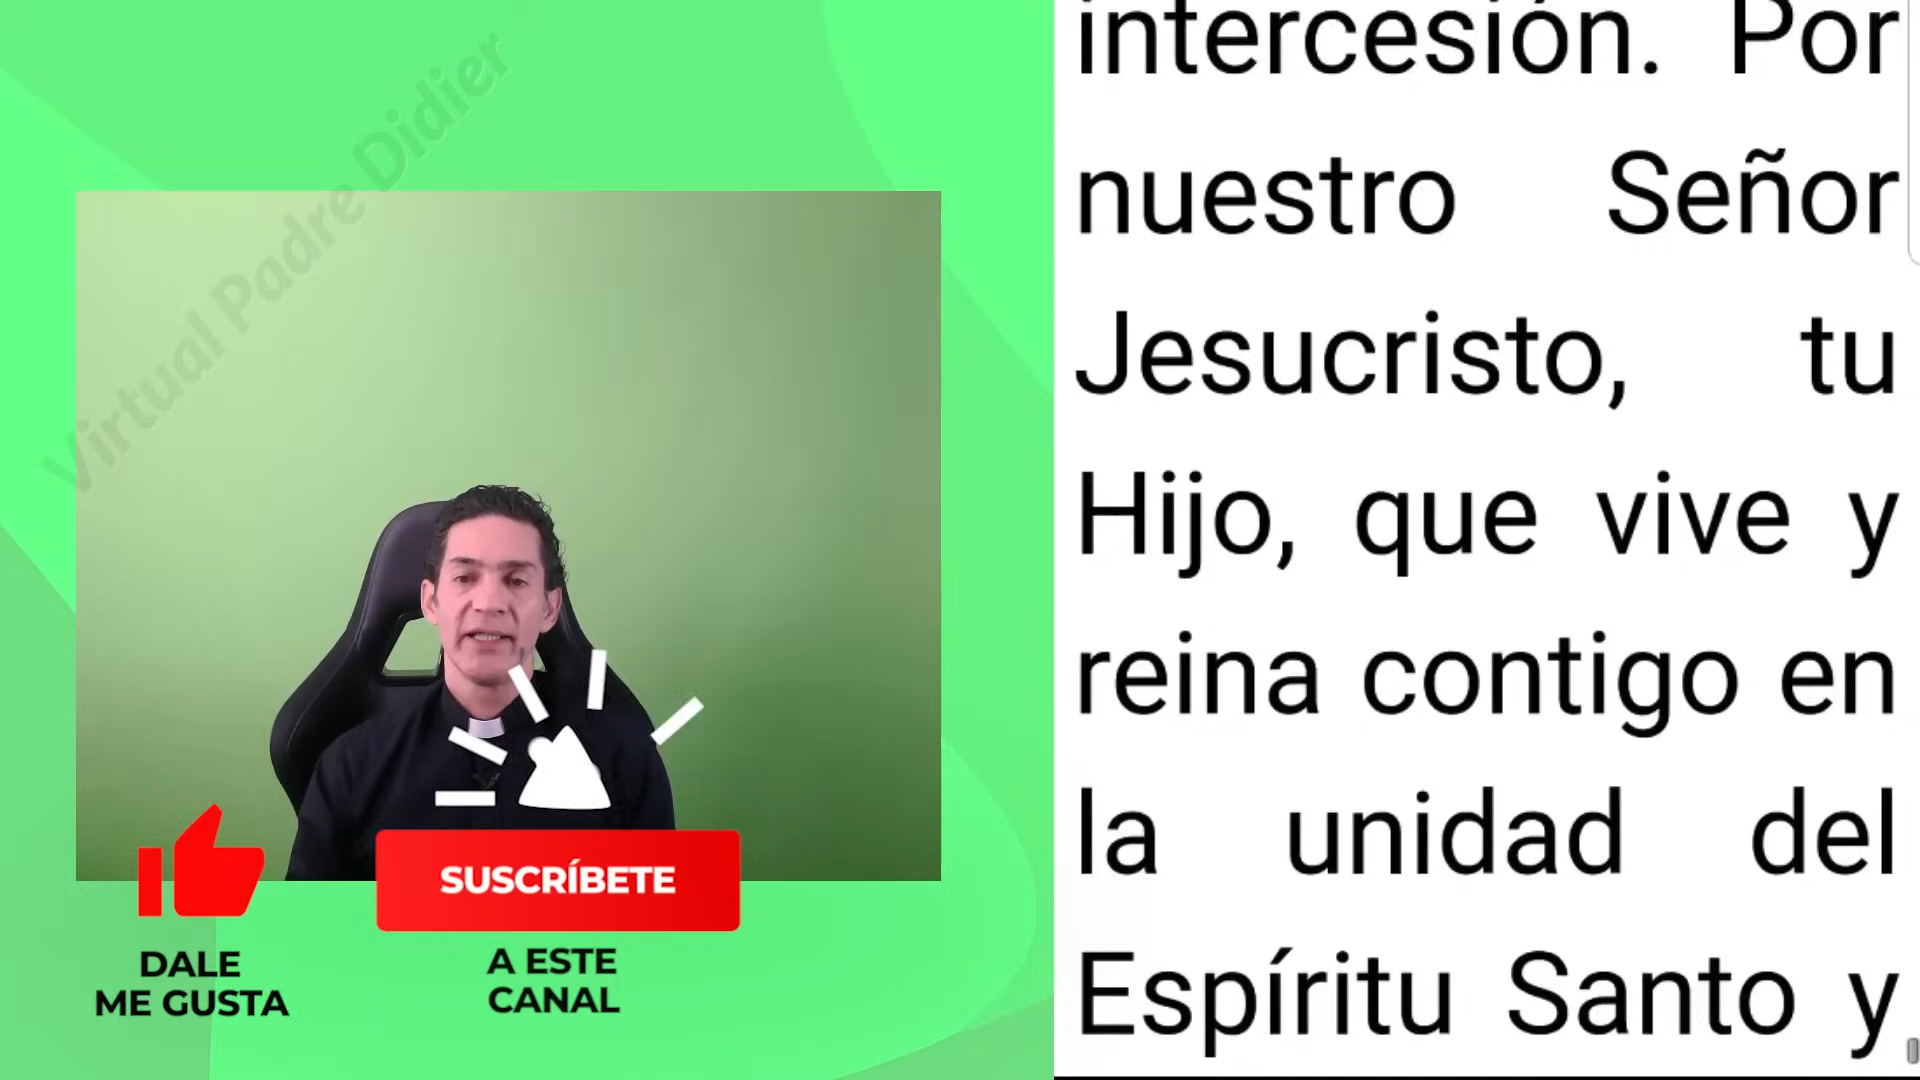 Virtual Padre Didier
SUSCRÍBETE
DALE
ME GUSTA
A ESTE
CANAL
intercesión. Por
nuestro Señor
Jesucristo, tu
Hijo, que vive y
reina contigo en
la unidad del
Espíritu Santo y